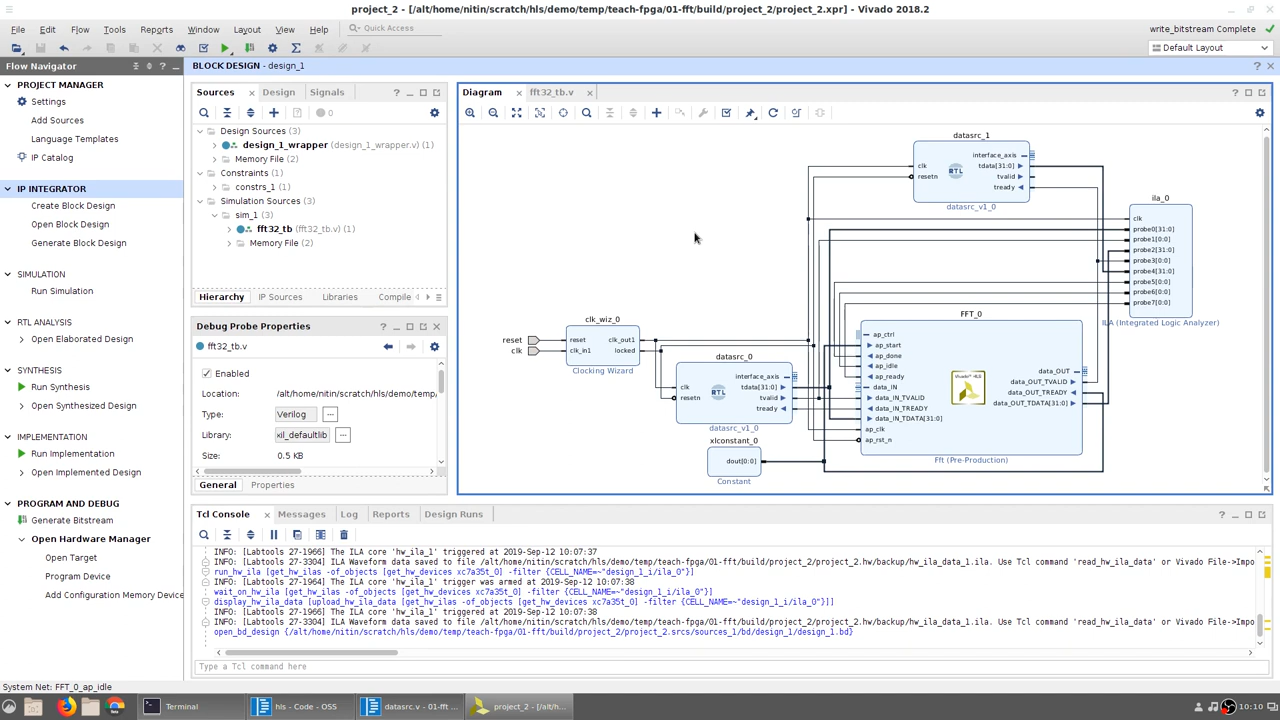 project_2 - [/alt/home/nitin/scratch/hls/demo/temp/teach-fpga/01-fft/build/project_2/project_2.xpr] - Vivado 2018.2
File Edit Flow Tools Reports Window Layout View Help Quick Access
write_bitstream Complete
Default Layout
Flow Navigator
PROJECT MANAGER
Settings
Add Sources
Language Templates
IP Catalog
IP INTEGRATOR
Create Block Design
Open Block Design
Generate Block Design
SIMULATION
Run Simulation
RTL ANALYSIS
Open Elaborated Design
SYNTHESIS
Run Synthesis
Open Synthesized Design
IMPLEMENTATION
Run Implementation
Open Implemented Design
PROGRAM AND DEBUG
Generate Bitstream
Open Hardware Manager
Open Target
Program Device
Add Configuration Memory Device
BLOCK DESIGN - design_1
Sources Design Signals
0
Design Sources (3)
design_1_wrapper (design_1_wrapper.v) (1)
Memory File (2)
Constraints (1)
constrs_1 (1)
Simulation Sources (3)
sim_1 (3)
fft32_tb (fft32_tb.v) (1)
Memory File (2)
Hierarchy IP Sources Libraries Compile
Debug Probe Properties
fft32_tb.v
Enabled
Location: /alt/home/nitin/scratch/hls/demo/temp,
Type: Verilog
Library: xil_defaultlib
Size: 0.5 KB
General Properties
Diagram fft32_tb.v
datasrc_1
clk
resetn
interface_axis
tdata[31:0]
tvalid
tready
RTL
datasrc_v1_0
ila_0
clk
probe0[31:0]
probe1[0:0]
probe2[31:0]
probe3[0:0]
probe4[31:0]
probe5[0:0]
probe6[0:0]
probe7[0:0]
ILA (Integrated Logic Analyzer)
reset
clk
clk_wiz_0
reset
clk_in1
clk_out1
locked
Clocking Wizard
datasrc_0
clk
resetn
interface_axis
tdata[31:0]
tvalid
tready
RTL
datasrc_v1_0
xlconstant_0
dout[0:0]
Constant
FFT_0
ap_ctrl
ap_start
ap_done
ap_idle
ap_ready
data_IN
data_IN_TVALID
data_IN_TREADY
data_IN_TDATA[31:0]
ap_clk
ap_rst_n
data_OUT
data_OUT_TVALID
data_OUT_TREADY
data_OUT_TDATA[31:0]
Fft (Pre-Production)
Tcl Console Messages Log Reports Design Runs
INFO: [Labtools 27-1966] The ILA core 'hw_ila_1' triggered at 2019-Sep-12 10:07:37
INFO: [Labtools 27-3304] ILA Waveform data saved to file /alt/home/nitin/scratch/hls/demo/temp/teach-fpga/01-fft/build/project_2/project_2.hw/backup/hw_ila_data_1.ila. Use Tcl command 'read_hw_ila_data' or Vivado File->Impo
run_hw_ila [get_hw_ilas -of_objects [get_hw_devices xc7a35t_0] -filter {CELL_NAME=~"design_1_i/ila_0"}]
INFO: [Labtools 27-1964] The ILA core 'hw_ila_1' trigger was armed at 2019-Sep-12 10:07:38
wait_on_hw_ila [get_hw_ilas -of_objects [get_hw_devices xc7a35t_0] -filter {CELL_NAME=~"design_1_i/ila_0"}]
display_hw_ila_data [upload_hw_ila_data [get_hw_ilas -of_objects [get_hw_devices xc7a35t_0] -filter {CELL_NAME=~"design_1_i/ila_0"}]]
INFO: [Labtools 27-1966] The ILA core 'hw_ila_1' triggered at 2019-Sep-12 10:07:38
INFO: [Labtools 27-3304] ILA Waveform data saved to file /alt/home/nitin/scratch/hls/demo/temp/teach-fpga/01-fft/build/project_2/project_2.hw/backup/hw_ila_data_1.ila. Use Tcl command 'read_hw_ila_data' or Vivado File->Impo
open_bd_design {/alt/home/nitin/scratch/hls/demo/temp/teach-fpga/01-fft/build/project_2/project_2.srcs/sources_1/bd/design_1/design_1.bd}
Type a Tcl command here
System Net: FFT_0_ap_idle
Terminal
hls - Code - OSS
datasrc.v - 01-fft ...
project_2 - [/alt/h...
10:10